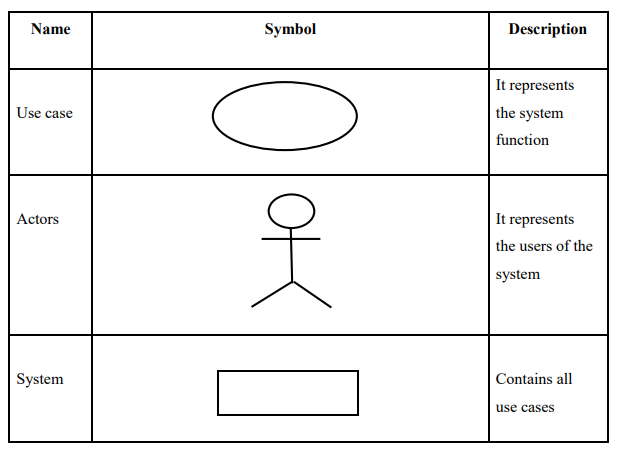 Name Symbol Description
Use case
It represents
the system
function
Actors
It represents
the users of the
system
System
Contains all
use cases